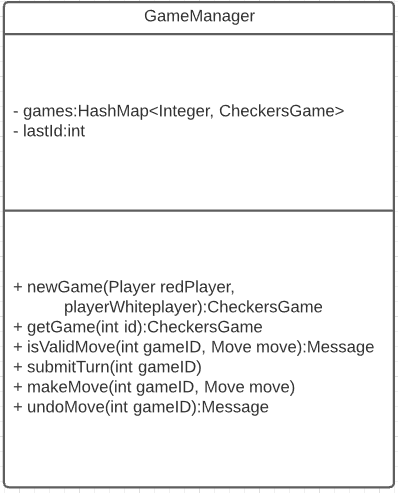 GameManager
- games:HashMap<Integer, CheckersGame>
- lastId:int
+ newGame(Player redPlayer,
playerWhiteplayer):CheckersGame
+ getGame(int id):CheckersGame
+ isValidMove(int gameID, Move move):Message
+ submitTurn(int gameID)
+ makeMove(int gameID, Move move)
+ undoMove(int gameID):Message